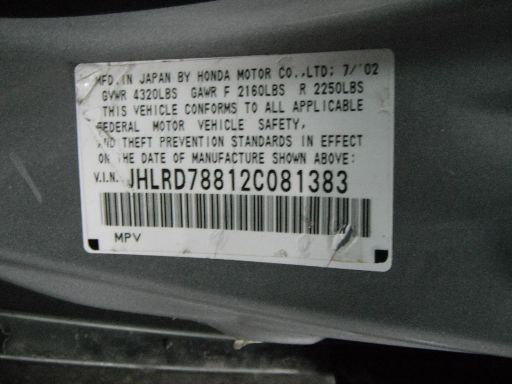 MFD. IN JAPAN BY HONDA MOTOR CO.,LTD; 7/'02
GVWR 4320LBS GAWR F 2160LBS R 2250LBS
THIS VEHICLE CONFORMS TO ALL APPLICABLE
FEDERAL MOTOR VEHICLE SAFETY,
AND THEFT PREVENTION STANDARDS IN EFFECT
ON THE DATE OF MANUFACTURE SHOWN ABOVE:
V.I.N. JHLRD78812C081383
MPV